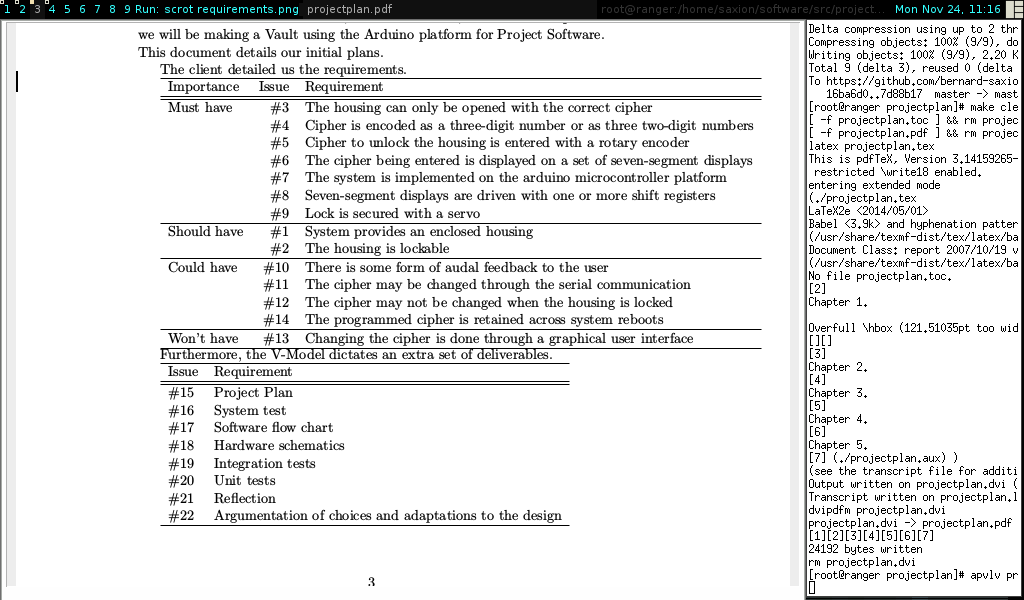 1 2 3 4 5 6 7 8 9 Run: scrot requirements.png projectplan.pdf root@ranger:/home/saxion/software/src/project... Mon Nov 24, 11:16
we will be making a Vault using the Arduino platform for Project Software.
This document details our initial plans.
The client detailed us the requirements.
Importance Issue Requirement
Must have #3 The housing can only be opened with the correct cipher
#4 Cipher is encoded as a three-digit number or as three two-digit numbers
#5 Cipher to unlock the housing is entered with a rotary encoder
#6 The cipher being entered is displayed on a set of seven-segment displays
#7 The system is implemented on the arduino microcontroller platform
#8 Seven-segment displays are driven with one or more shift registers
#9 Lock is secured with a servo
Should have #1 System provides an enclosed housing
#2 The housing is lockable
Could have #10 There is some form of audal feedback to the user
#11 The cipher may be changed through the serial communication
#12 The cipher may not be changed when the housing is locked
#14 The programmed cipher is retained across system reboots
Won't have #13 Changing the cipher is done through a graphical user interface
Furthermore, the V-Model dictates an extra set of deliverables.
Issue Requirement
#15 Project Plan
#16 System test
#17 Software flow chart
#18 Hardware schematics
#19 Integration tests
#20 Unit tests
#21 Reflection
#22 Argumentation of choices and adaptations to the design
3
Delta compression using up to 2 thr
Compressing objects: 100% (9/9), do
Writing objects: 100% (9/9), 2.20 K
Total 9 (delta 3), reused 0 (delta
To https://github.com/bernard-saxio
16ba6d0..7d88b17 master -> mast
[root@ranger projectplan]# make cle
[ -f projectplan.toc ] && rm projec
[ -f projectplan.pdf ] && rm projec
latex projectplan.tex
This is pdfTeX, Version 3.14159265-
restricted \write18 enabled.
entering extended mode
(./projectplan.tex
LaTeX2e <2014/05/01>
Babel <3.9k> and hyphenation patter
(/usr/share/texmf-dist/tex/latex/ba
Document Class: report 2007/10/19 v
(/usr/share/texmf-dist/tex/latex/ba
No file projectplan.toc.
[2]
Chapter 1.
Overfull \hbox (121.51035pt too wid
[][]
[3]
Chapter 2.
[4]
Chapter 3.
[5]
Chapter 4.
[6]
Chapter 5.
[7] (./projectplan.aux) )
(see the transcript file for additi
Output written on projectplan.dvi (
Transcript written on projectplan.l
dvipdfm projectplan.dvi
projectplan.dvi -> projectplan.pdf
[1][2][3][4][5][6][7]
24192 bytes written
rm projectplan.dvi
[root@ranger projectplan]# apvlv pr